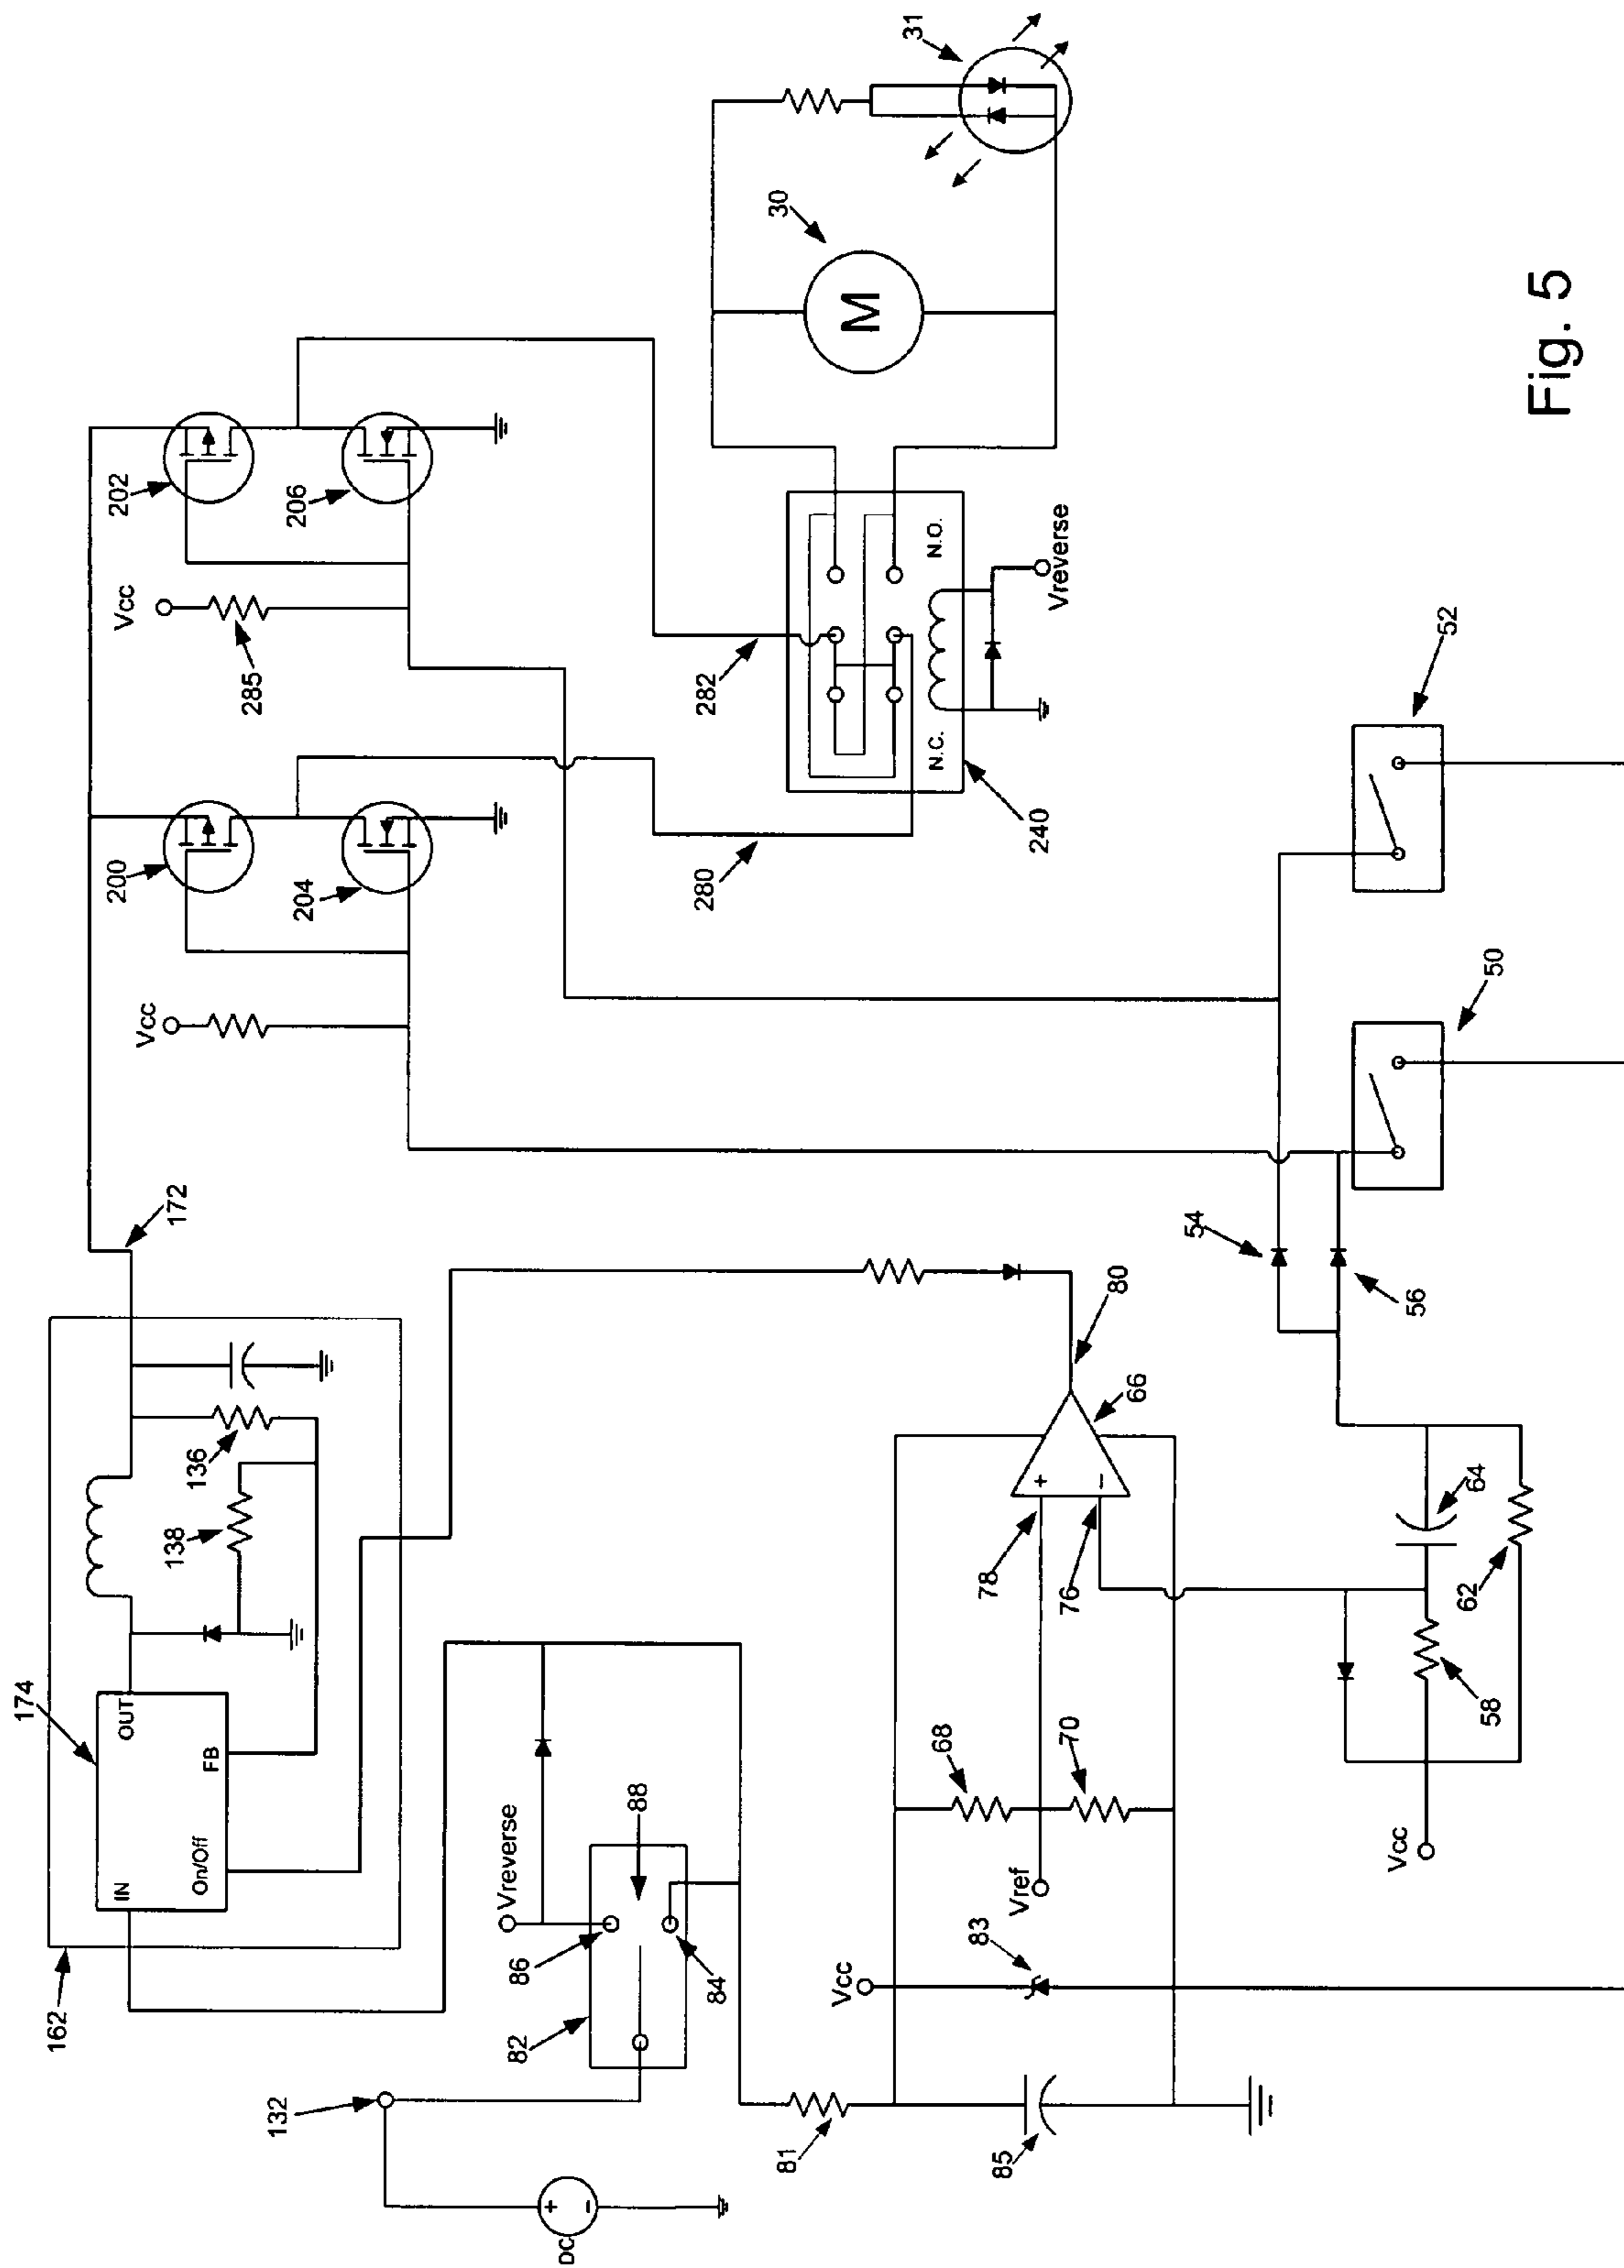 162
174
IN
OUT
On/Off
FB
138
136
172
Vcc
200
204
Vcc
285
202
206
132
DC
+
-
82
86
88
84
Vreverse
280
282
N.C.
N.O.
240
Vreverse
30
M
31
81
85
Vcc
83
Vref
68
70
78
76
+
-
66
80
Vcc
58
62
64
54
56
50
52
Fig. 5